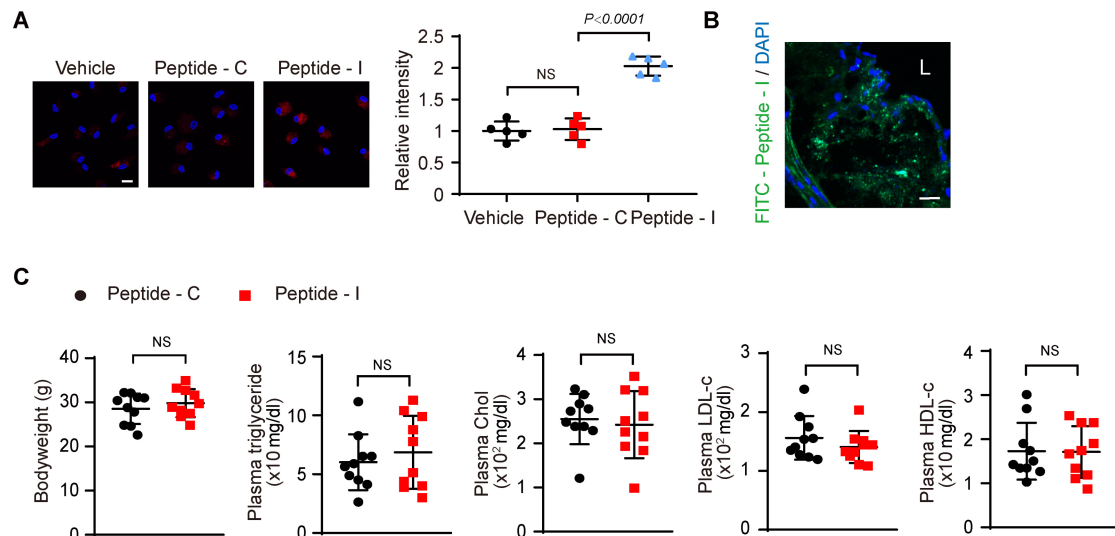 A
Vehicle
Peptide - C
Peptide - I
Relative intensity
2.5
2
1.5
1
0.5
0
NS
P<0.0001
Vehicle
Peptide - C
Peptide - I
B
FITC - Peptide - I / DAPI
L
C
Peptide - C
Peptide - I
Bodyweight (g)
40
30
20
10
0
NS
Plasma triglyceride
(x10 mg/dl)
15
10
5
0
NS
Plasma Chol
(x10² mg/dl)
4
3
2
1
0
NS
Plasma LDL-c
(x10² mg/dl)
3
2
1
0
NS
Plasma HDL-c
(x10 mg/dl)
4
3
2
1
0
NS